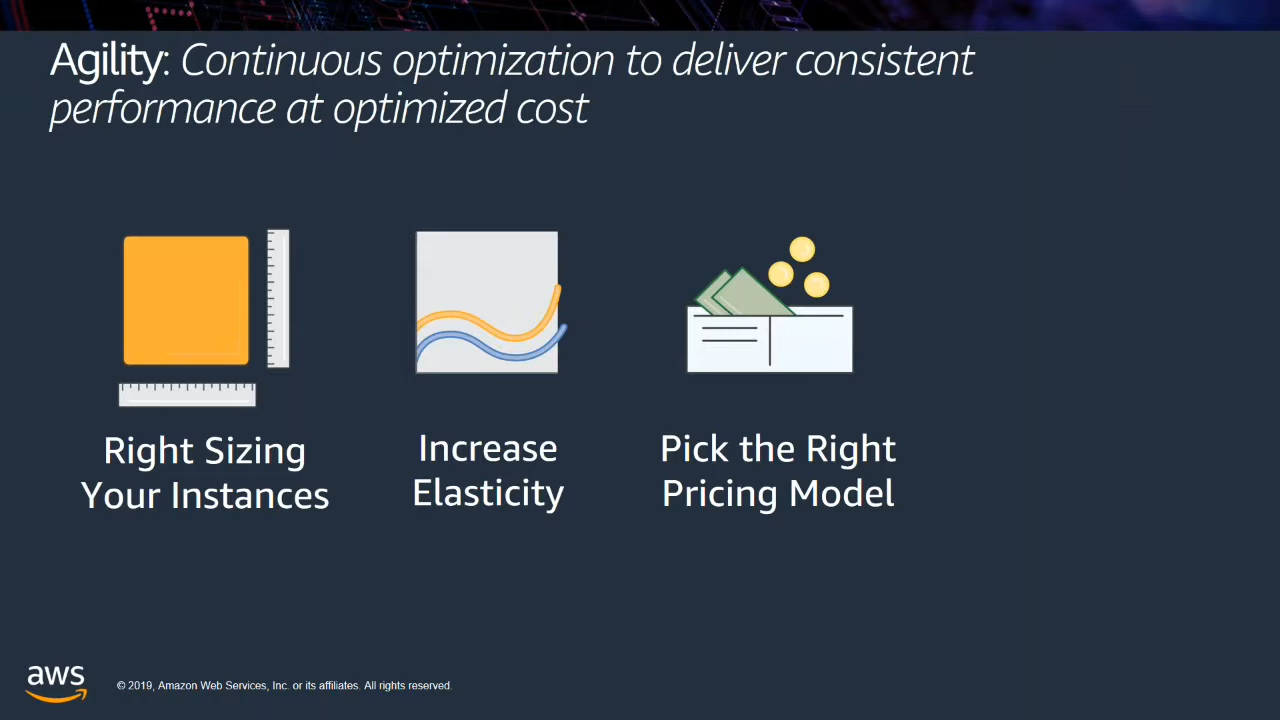 Agility: Continuous optimization to deliver consistent
performance at optimized cost
Right Sizing
Your Instances
Increase
Elasticity
Pick the Right
Pricing Model
aws
© 2019, Amazon Web Services, Inc. or its affiliates. All rights reserved.